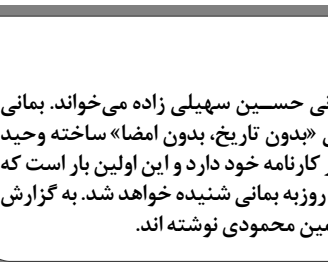 نی حسین سهیلی زاده می‌خواند. بمانی
«بدون تاریخ، بدون امضا» ساخته وحید
کارنامه خود دارد و این اولین بار است که
روزبه بمانی شنیده خواهد شد. به گزارش
محمودی نوشته اند.